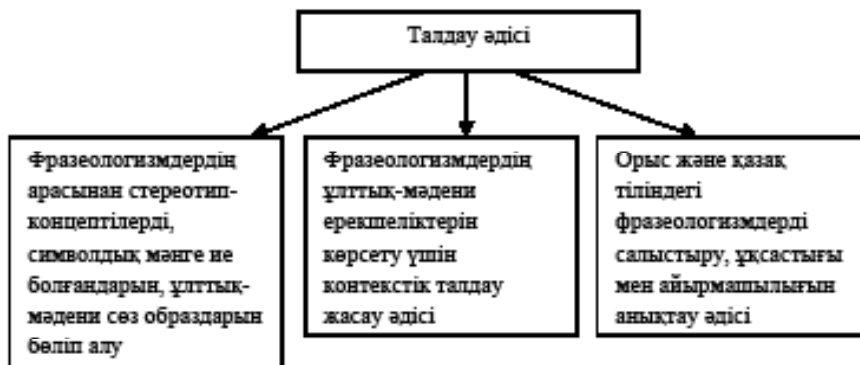 Талдау әдісі
Фразеологизмдердің
арасынан стереотип-
концептілерді,
символдық мәнге ие
болғандарын, ұлттық-
мәдени сөз образдарын
бөліп алу
Фразеологизмдердің
ұлттық-мәдени
ерекшеліктерін
көрсету үшін
контекстік талдау
жасау әдісі
Орыс және қазақ
тіліндегі
фразеологизмдерді
салыстыру, ұқсастығы
мен айырмашылығын
анықтау әдісі